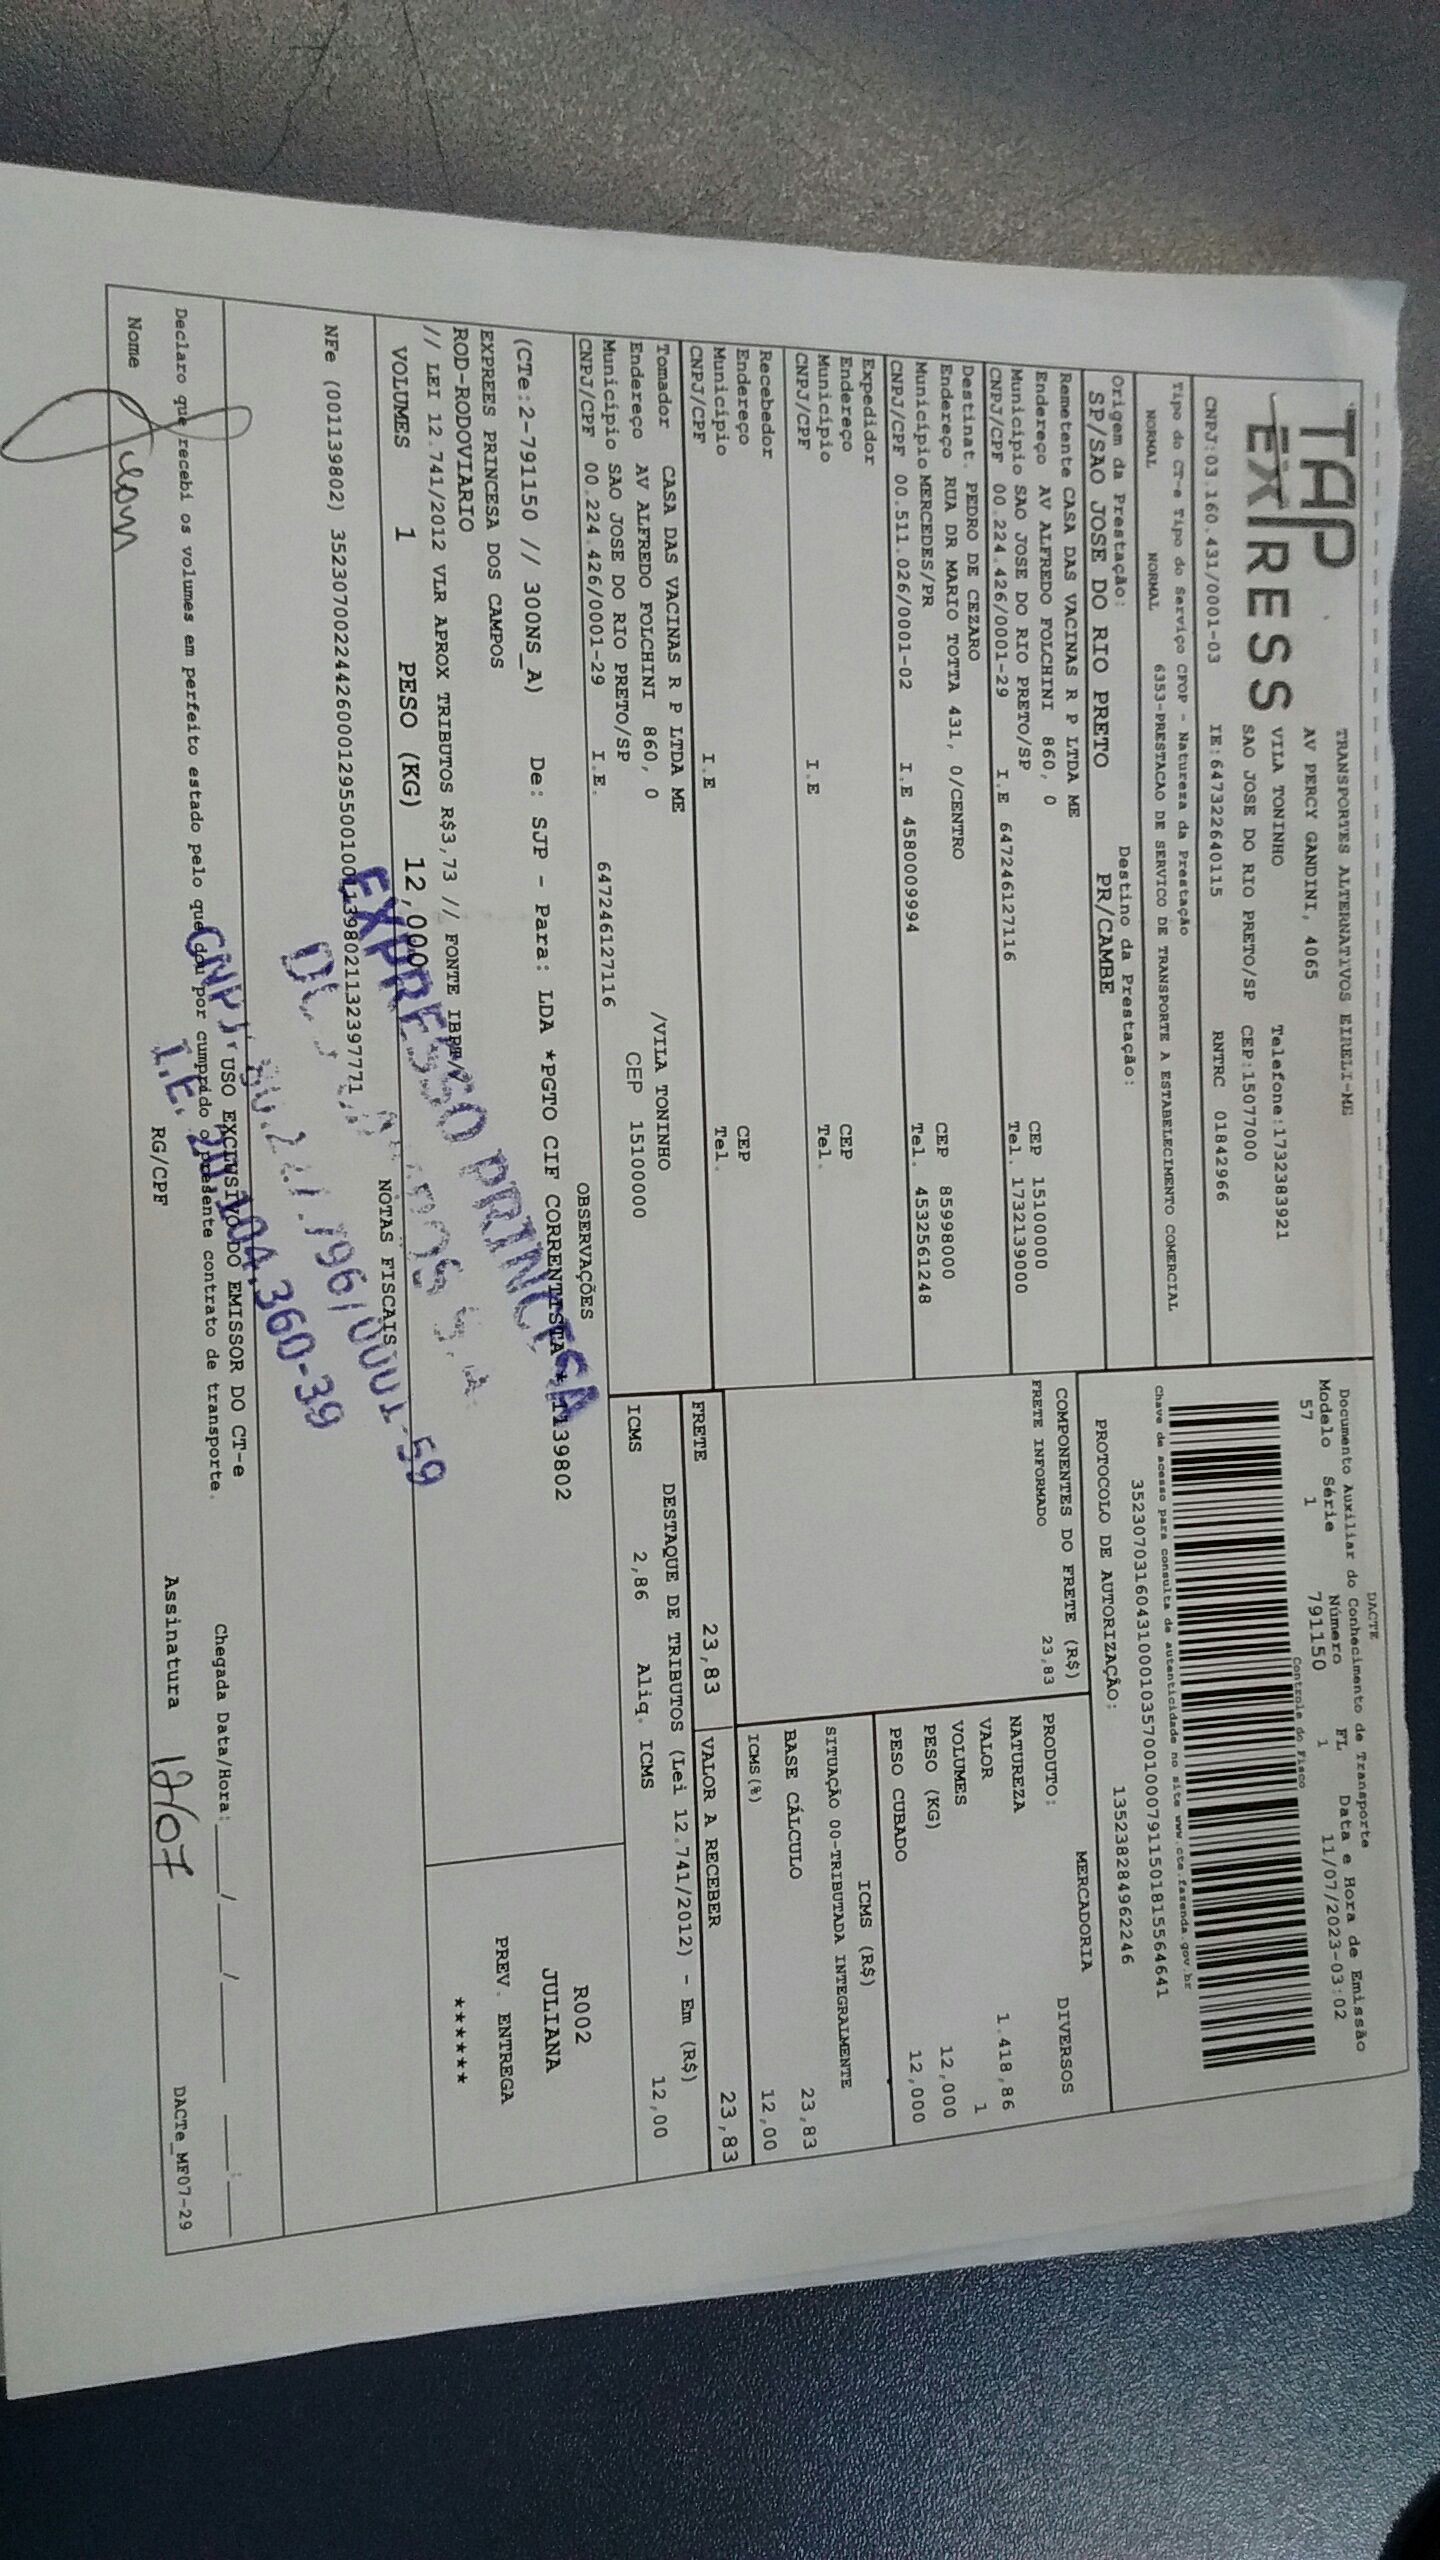 TAP
EXPRESS
TRANSPORTES ALTERNATIVOS EIRELI-ME
AV PERCY GANDINI, 4065
VILA TONINHO Telefone:1732383921
SAO JOSE DO RIO PRETO/SP CEP:15077000
CNPJ:03.160.431/0001-03 IE:647322640115 RNTRC 01842966
Tipo do CT-e Tipo do Serviço CFOP - Natureza da Prestação
NORMAL NORMAL 6353-PRESTACAO DE SERVICO DE TRANSPORTE A ESTABELECIMENTO COMERCIAL
Origem da Prestação: Destino da Prestação:
SP/SAO JOSE DO RIO PRETO PR/CAMBE
Remetente CASA DAS VACINAS R P LTDA ME
Endereço AV ALFREDO FOLCHINI 860, 0 CEP 15100000
Município SAO JOSE DO RIO PRETO/SP Tel. 1732139000
CNPJ/CPF 00.224.426/0001-29 I.E 647246127116
Destinat. PEDRO DE CEZARO
Endereço RUA DR MARIO TOTTA 431, 0/CENTRO CEP 85998000
Município MERCEDES/PR Tel. 4532561248
CNPJ/CPF 00.511.026/0001-02 I.E 4580009994
Expedidor
Endereço CEP
Município Tel.
CNPJ/CPF I.E
Recebedor
Endereço CEP
Município Tel.
CNPJ/CPF I.E
Tomador CASA DAS VACINAS R P LTDA ME
Endereço AV ALFREDO FOLCHINI 860, 0 /VILA TONINHO
Município SAO JOSE DO RIO PRETO/SP CEP 15100000
CNPJ/CPF 00.224.426/0001-29 I.E. 647246127116
DACTE
Documento Auxiliar do Conhecimento de Transporte
Modelo Série Número FL Data e Hora de Emissão
57 1 791150 1 11/07/2023-03:02
Controle do Fisco
Chave de acesso para consulta de autenticidade no site www.cte.fazenda.gov.br
35230703160431000103570010007911501815564641
PROTOCOLO DE AUTORIZAÇÃO: 135238284962246
COMPONENTES DO FRETE (R$)
FRETE INFORMADO 23,83
MERCADORIA
PRODUTO: DIVERSOS
NATUREZA
VALOR 1.418,86
VOLUMES 1
PESO (KG) 12,000
PESO CUBADO 12,000
ICMS (R$)
SITUAÇÃO 00-TRIBUTADA INTEGRALMENTE
BASE CÁLCULO 23,83
ICMS(%) 12,00
FRETE 23,83 VALOR A RECEBER 23,83
DESTAQUE DE TRIBUTOS (Lei 12.741/2012) - Em (R$)
ICMS 2,86 Aliq. ICMS 12,00
OBSERVAÇÕES
(CTe:2-791150 // 300NS_A) De: SJP - Para: LDA *PGTO CIF CORRENTISTA * 1139802
EXPREES PRINCESA DOS CAMPOS
ROD-RODOVIARIO
// LEI 12.741/2012 VLR APROX TRIBUTOS R$3,73 // FONTE
R002
JULIANA
PREV. ENTREGA
******
VOLUMES 1 PESO (KG) 12,000 NOTAS FISCAIS
NFe (001139802) 35230700224426000129550010011398021132397771
EXPRESSO PRINCESA
CNPJ
/0001-59
I.E. 20.104.360-39
USO EXCLUSIVO DO EMISSOR DO CT-e
Declaro que recebi os volumes em perfeito estado pelo que dou por cumprido o presente contrato de transporte. Chegada Data/Hora:____/____/____ __:__
Nome RG/CPF Assinatura 12/07
DACTe_MF07-29